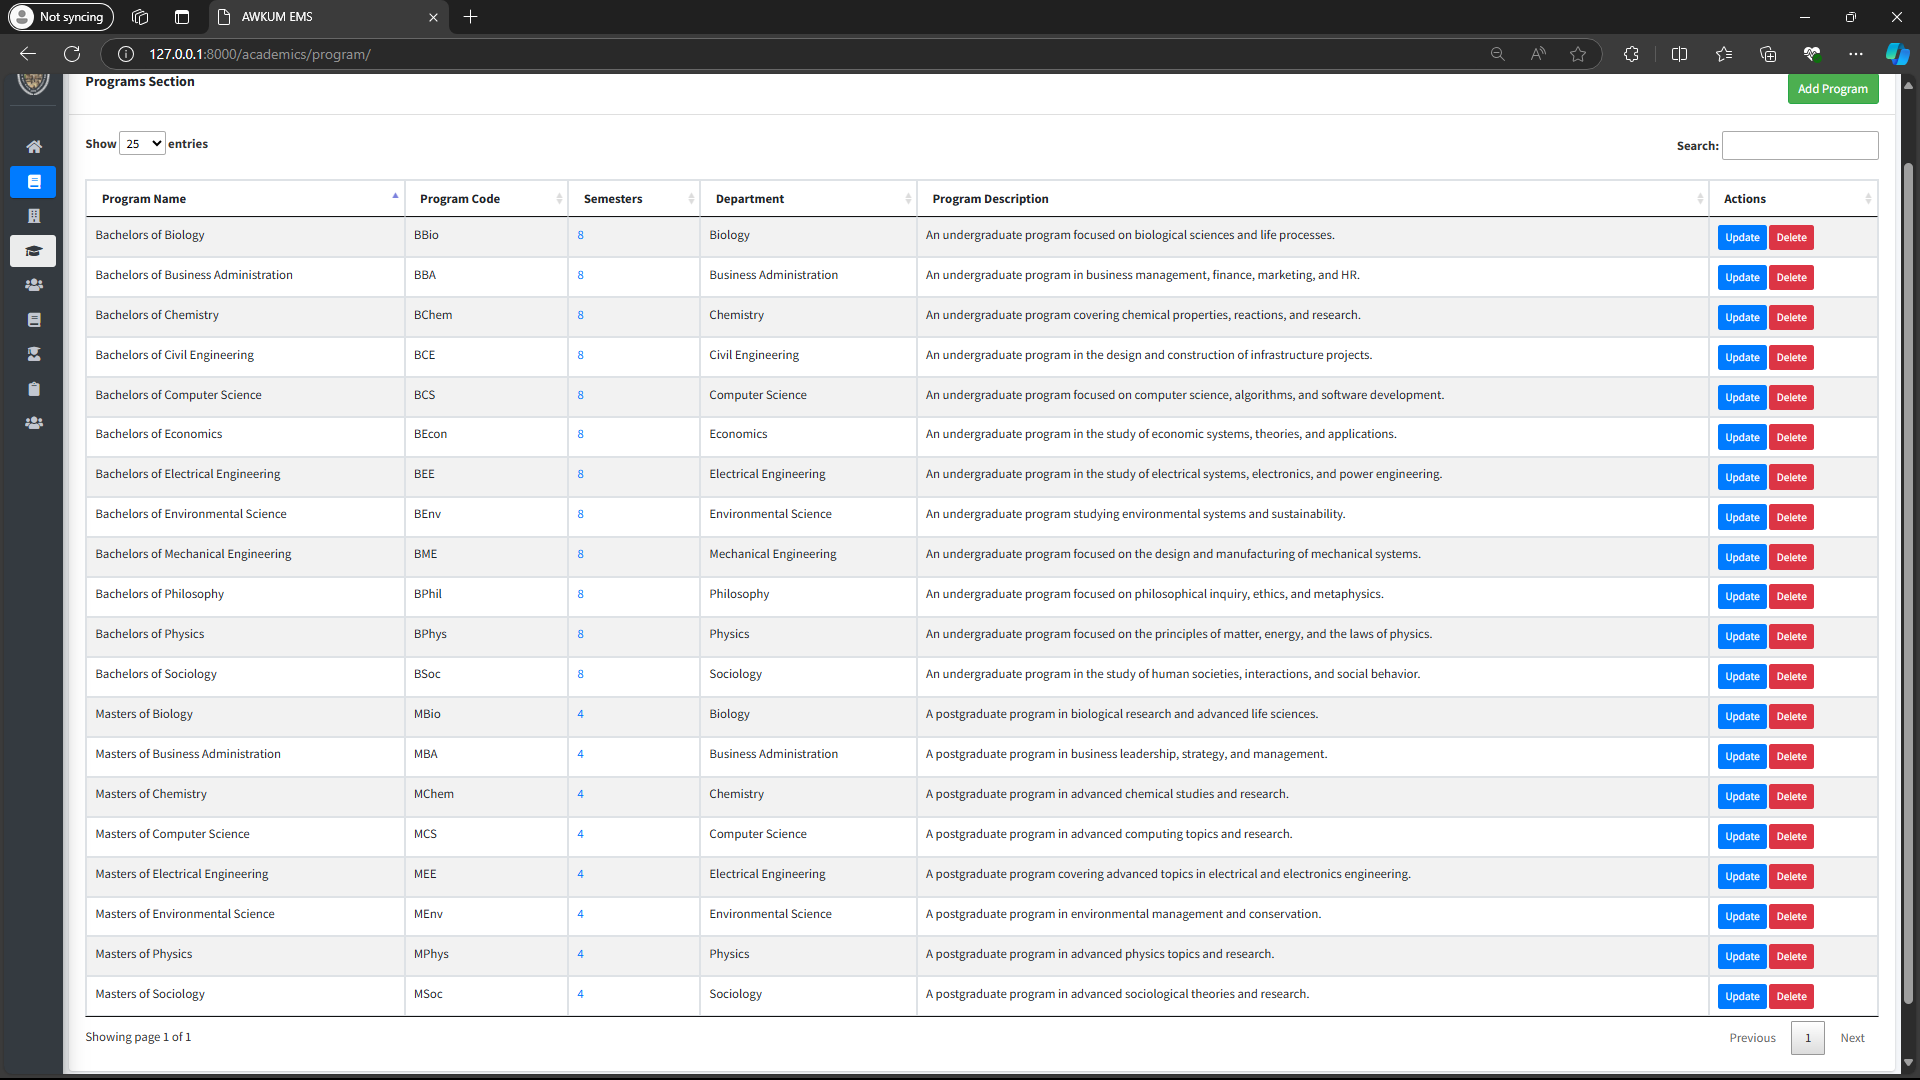 Not syncing
AWKUM EMS
127.0.0.1:8000/academics/program/
Programs Section
Add Program
Show 25 entries
Search:
Program Name Program Code Semesters Department Program Description Actions
Bachelors of Biology BBio 8 Biology An undergraduate program focused on biological sciences and life processes. Update Delete
Bachelors of Business Administration BBA 8 Business Administration An undergraduate program in business management, finance, marketing, and HR. Update Delete
Bachelors of Chemistry BChem 8 Chemistry An undergraduate program covering chemical properties, reactions, and research. Update Delete
Bachelors of Civil Engineering BCE 8 Civil Engineering An undergraduate program in the design and construction of infrastructure projects. Update Delete
Bachelors of Computer Science BCS 8 Computer Science An undergraduate program focused on computer science, algorithms, and software development. Update Delete
Bachelors of Economics BEcon 8 Economics An undergraduate program in the study of economic systems, theories, and applications. Update Delete
Bachelors of Electrical Engineering BEE 8 Electrical Engineering An undergraduate program in the study of electrical systems, electronics, and power engineering. Update Delete
Bachelors of Environmental Science BEnv 8 Environmental Science An undergraduate program studying environmental systems and sustainability. Update Delete
Bachelors of Mechanical Engineering BME 8 Mechanical Engineering An undergraduate program focused on the design and manufacturing of mechanical systems. Update Delete
Bachelors of Philosophy BPhil 8 Philosophy An undergraduate program focused on philosophical inquiry, ethics, and metaphysics. Update Delete
Bachelors of Physics BPhys 8 Physics An undergraduate program focused on the principles of matter, energy, and the laws of physics. Update Delete
Bachelors of Sociology BSoc 8 Sociology An undergraduate program in the study of human societies, interactions, and social behavior. Update Delete
Masters of Biology MBio 4 Biology A postgraduate program in biological research and advanced life sciences. Update Delete
Masters of Business Administration MBA 4 Business Administration A postgraduate program in business leadership, strategy, and management. Update Delete
Masters of Chemistry MChem 4 Chemistry A postgraduate program in advanced chemical studies and research. Update Delete
Masters of Computer Science MCS 4 Computer Science A postgraduate program in advanced computing topics and research. Update Delete
Masters of Electrical Engineering MEE 4 Electrical Engineering A postgraduate program covering advanced topics in electrical and electronics engineering. Update Delete
Masters of Environmental Science MEnv 4 Environmental Science A postgraduate program in environmental management and conservation. Update Delete
Masters of Physics MPhys 4 Physics A postgraduate program in advanced physics topics and research. Update Delete
Masters of Sociology MSoc 4 Sociology A postgraduate program in advanced sociological theories and research. Update Delete
Showing page 1 of 1
Previous 1 Next